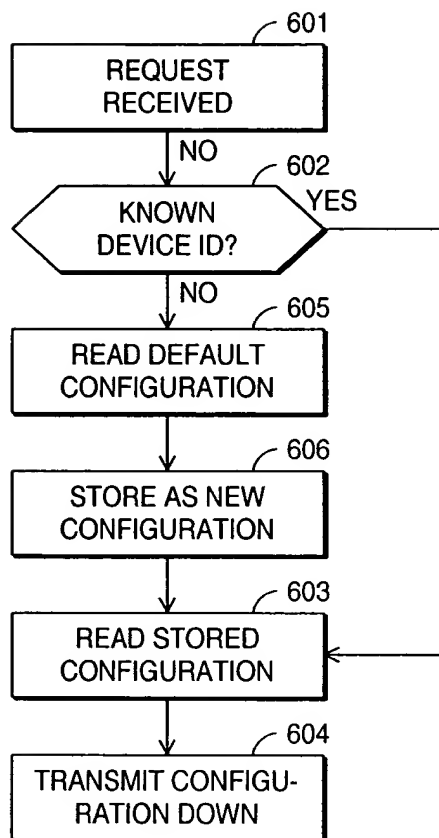 601
REQUEST
RECEIVED
NO
602
YES
KNOWN
DEVICE ID?
NO
605
READ DEFAULT
CONFIGURATION
606
STORE AS NEW
CONFIGURATION
603
READ STORED
CONFIGURATION
604
TRANSMIT CONFIGU-
RATION DOWN